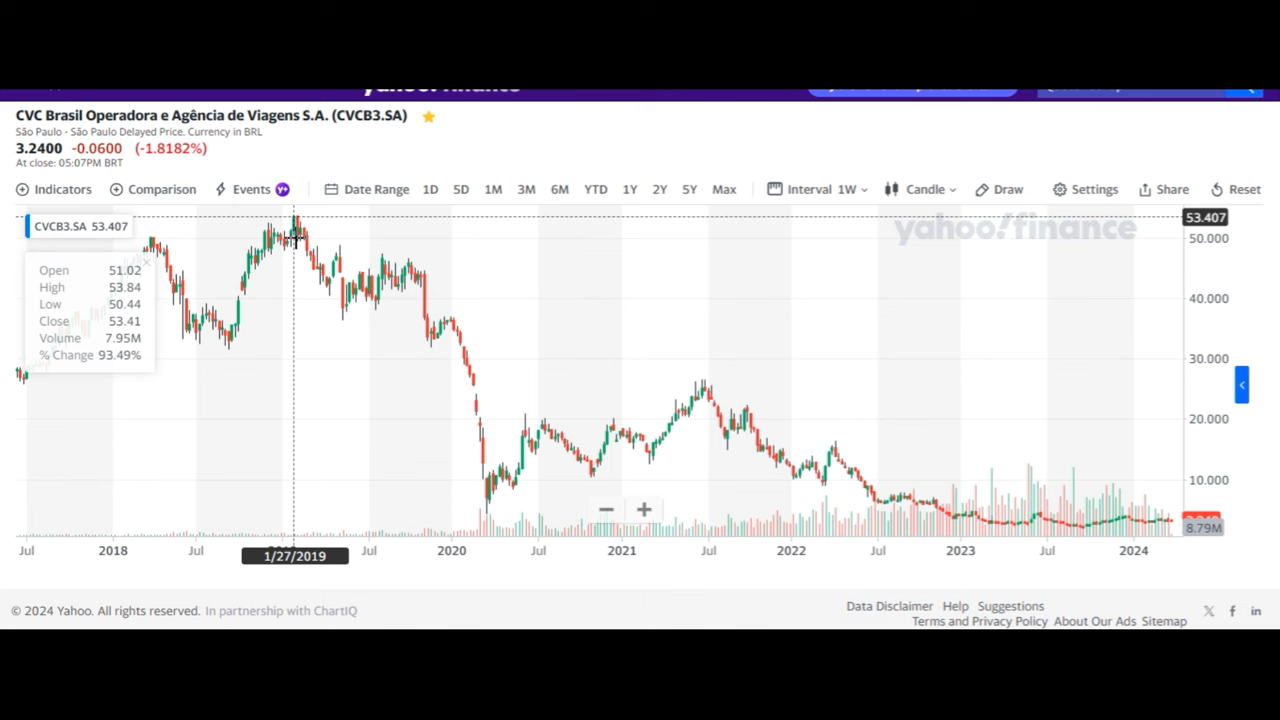 yahoo! finance
CVC Brasil Operadora e Agência de Viagens S.A. (CVCB3.SA)
São Paulo - São Paulo Delayed Price. Currency in BRL
3.2400 -0.0600 (-1.8182%)
At close: 05:07PM BRT
Indicators Comparison Events Y+ Date Range 1D 5D 1M 3M 6M YTD 1Y 2Y 5Y Max Interval 1W Candle Draw Settings Share Reset
CVCB3.SA 53.407
53.407
yahoo!finance
50.000
Open 51.02
High 53.84
Low 50.44
Close 53.41
Volume 7.95M
% Change 93.49%
40.000
30.000
20.000
10.000
8.79M
Jul 2018 Jul Jul 2020 Jul 2021 Jul 2022 Jul 2023 Jul 2024
1/27/2019
© 2024 Yahoo. All rights reserved. In partnership with ChartIQ
Data Disclaimer Help Suggestions
Terms and Privacy Policy About Our Ads Sitemap